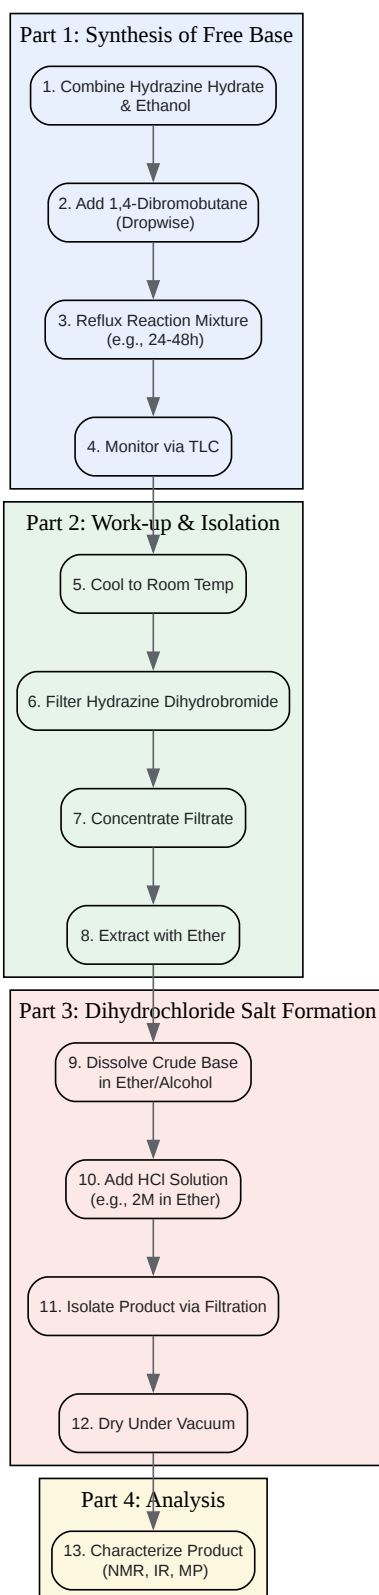 Part 1: Synthesis of Free Base
1. Combine Hydrazine Hydrate
& Ethanol
2. Add 1,4-Dibromobutane
(Dropwise)
3. Reflux Reaction Mixture
(e.g., 24-48h)
4. Monitor via TLC
Part 2: Work-up & Isolation
5. Cool to Room Temp
6. Filter Hydrazine Dihydrobromide
7. Concentrate Filtrate
8. Extract with Ether
Part 3: Dihydrochloride Salt Formation
9. Dissolve Crude Base
in Ether/Alcohol
10. Add HCl Solution
(e.g., 2M in Ether)
11. Isolate Product via Filtration
12. Dry Under Vacuum
Part 4: Analysis
13. Characterize Product
(NMR, IR, MP)